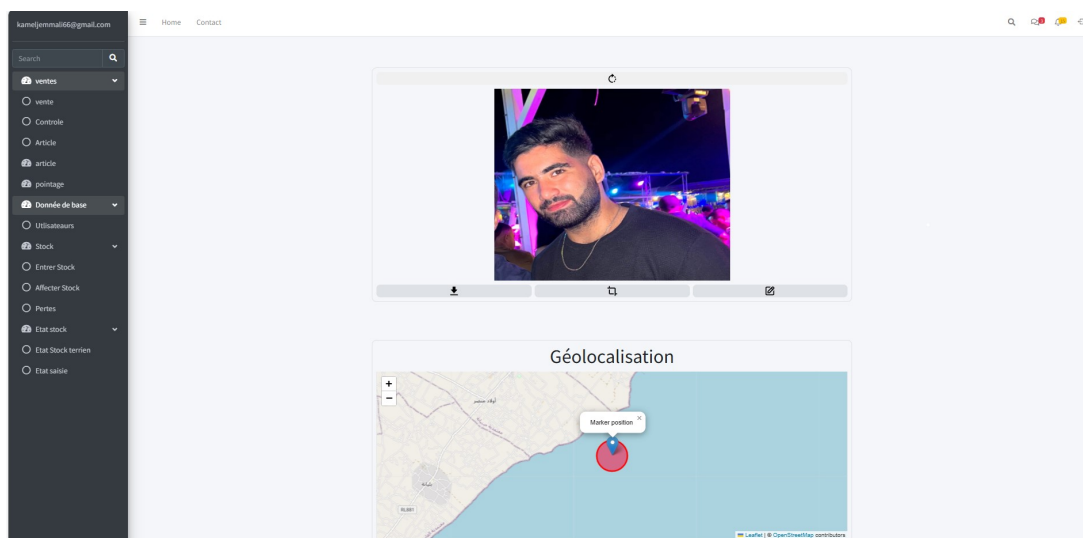 kameljemmali66@gmail.com
Home Contact
Search
ventes
vente
Controle
Article
article
pointage
Donnée de base
Utlisateaurs
Stock
Entrer Stock
Affecter Stock
Pertes
Etat stock
Etat Stock terrien
Etat saisie
Géolocalisation
+
−
Marker position ×
Leaflet | © OpenStreetMap contributors